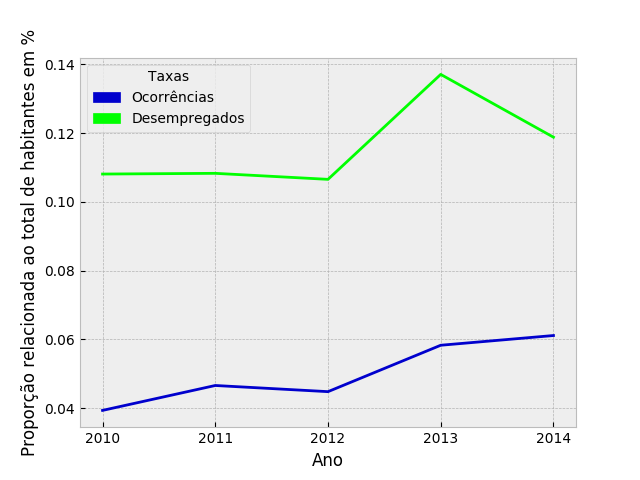 Proporção relacionada ao total de habitantes em %
0.14
0.12
0.10
0.08
0.06
0.04
Taxas
Ocorrências
Desempregados
2010
2011
2012
2013
2014
Ano